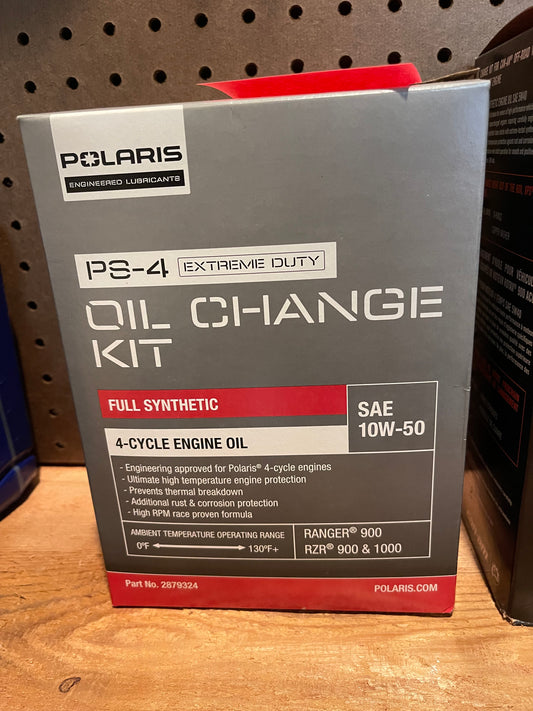 POLARIS
ENGINEERED LUBRICANTS
PS-4 EXTREME DUTY
OIL CHANGE
KIT
FULL SYNTHETIC
4-CYCLE ENGINE OIL
SAE
10W-50
- Engineering approved for Polaris® 4-cycle engines
- Ultimate high temperature engine protection
- Prevents thermal breakdown
- Additional rust & corrosion protection
- High RPM race proven formula
AMBIENT TEMPERATURE OPERATING RANGE
0°F 130°F+
RANGER® 900
RZR® 900 & 1000
Part No. 2879324
POLARIS.COM